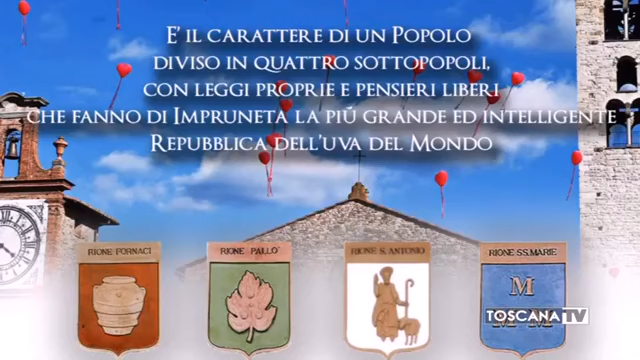 E' il carattere di un Popolo
diviso in quattro sottopopoli,
con leggi proprie e pensieri liberi
che fanno di Impruneta la più grande ed intelligente
Repubblica dell'uva del Mondo
RIONE FORNACI
RIONE PALLO'
RIONE S. ANTONIO
RIONE SS. MARIE
M
M M M
TOSCANA TV